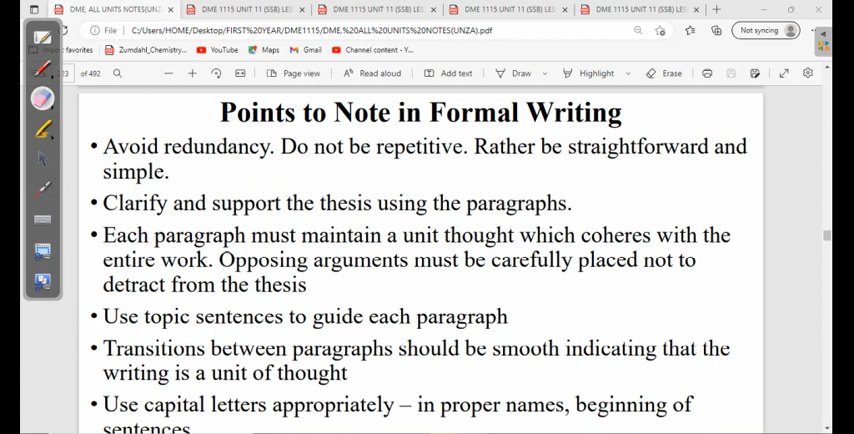 DME, ALL UNITS NOTES(UNZA).
DME 1115 UNIT 11 (SSB) LES
DME 1115 UNIT 11 (SSB) LES
DME 1115 UNIT 11 (SSB) LES
DME 1115 UNIT 11 (SSB) LES
File
C:/Users/HOME/Desktop/FIRST%20YEAR/DME1115/DME.%20ALL%20UNITS%20NOTES(UNZA).pdf
Not syncing
favorites
Zumdahl_Chemistry...
YouTube
Maps
Gmail
Channel content - Y...
of 492
Page view
Read aloud
Add text
Draw
Highlight
Erase
Points to Note in Formal Writing
• Avoid redundancy. Do not be repetitive. Rather be straightforward and
simple.
• Clarify and support the thesis using the paragraphs.
• Each paragraph must maintain a unit thought which coheres with the
entire work. Opposing arguments must be carefully placed not to
detract from the thesis
• Use topic sentences to guide each paragraph
• Transitions between paragraphs should be smooth indicating that the
writing is a unit of thought
• Use capital letters appropriately – in proper names, beginning of
sentences